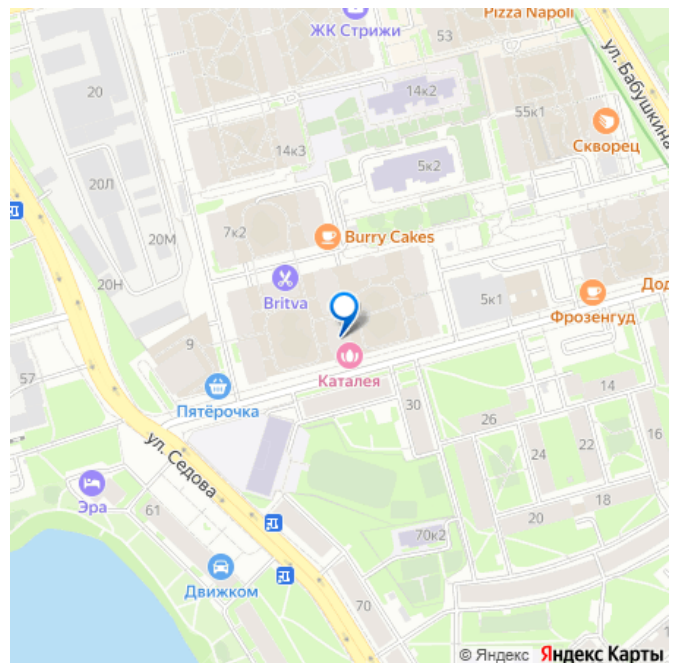 Pizza Napoli
ЖК Стрижи
53
ул. Бабушкина
20
14к2
55к1
Скворец
14к3
5к2
20Л
7к2
20М
Burry Cakes
20Н
Britva
5к1
Дод
Фрозенгуд
9
57
Каталея
Пятёрочка
14
30
26
16
22
24
ул. Седова
Эра
61
18
20
70к2
Движком
70
1
© Яндекс Яндекс Карты